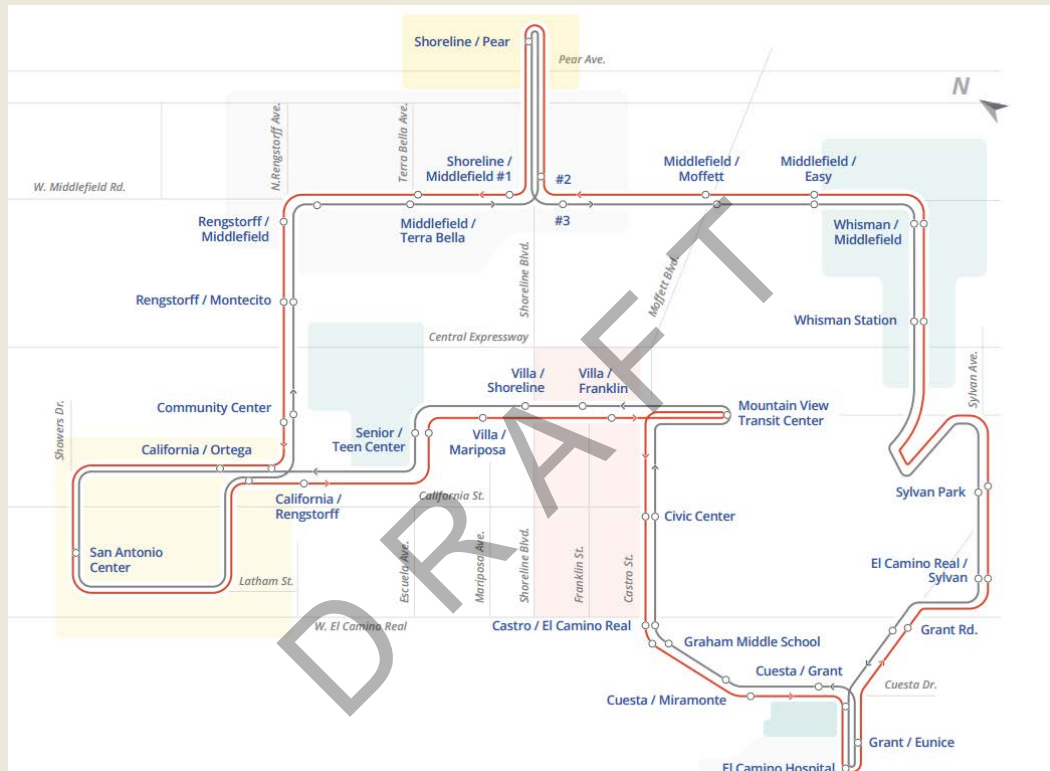 Shoreline / Pear
Pear Ave.
N
N.Rengstorff Ave.
Terra Bella Ave.
Shoreline /
Middlefield #1
#2
Middlefield /
Moffett
Middlefield /
Easy
W. Middlefield Rd.
Rengstorff /
Middlefield
Middlefield /
Terra Bella
#3
Whisman /
Middlefield
Shoreline Blvd.
Moffett Blvd.
Rengstorff / Montecito
Whisman Station
Central Expressway
Sylvan Ave.
Villa /
Shoreline
Villa /
Franklin
Showers Dr.
Community Center
Mountain View
Transit Center
California / Ortega
Senior /
Teen Center
Villa /
Mariposa
California /
Rengstorff
California St.
Sylvan Park
Civic Center
San Antonio
Center
Latham St.
Escuela Ave.
Mariposa Ave.
Shoreline Blvd.
Franklin St.
Castro St.
El Camino Real /
Sylvan
W. El Camino Real
Castro / El Camino Real
Grant Rd.
Graham Middle School
Cuesta / Grant
Cuesta Dr.
Cuesta / Miramonte
Grant / Eunice
El Camino Hospital
DRAFT